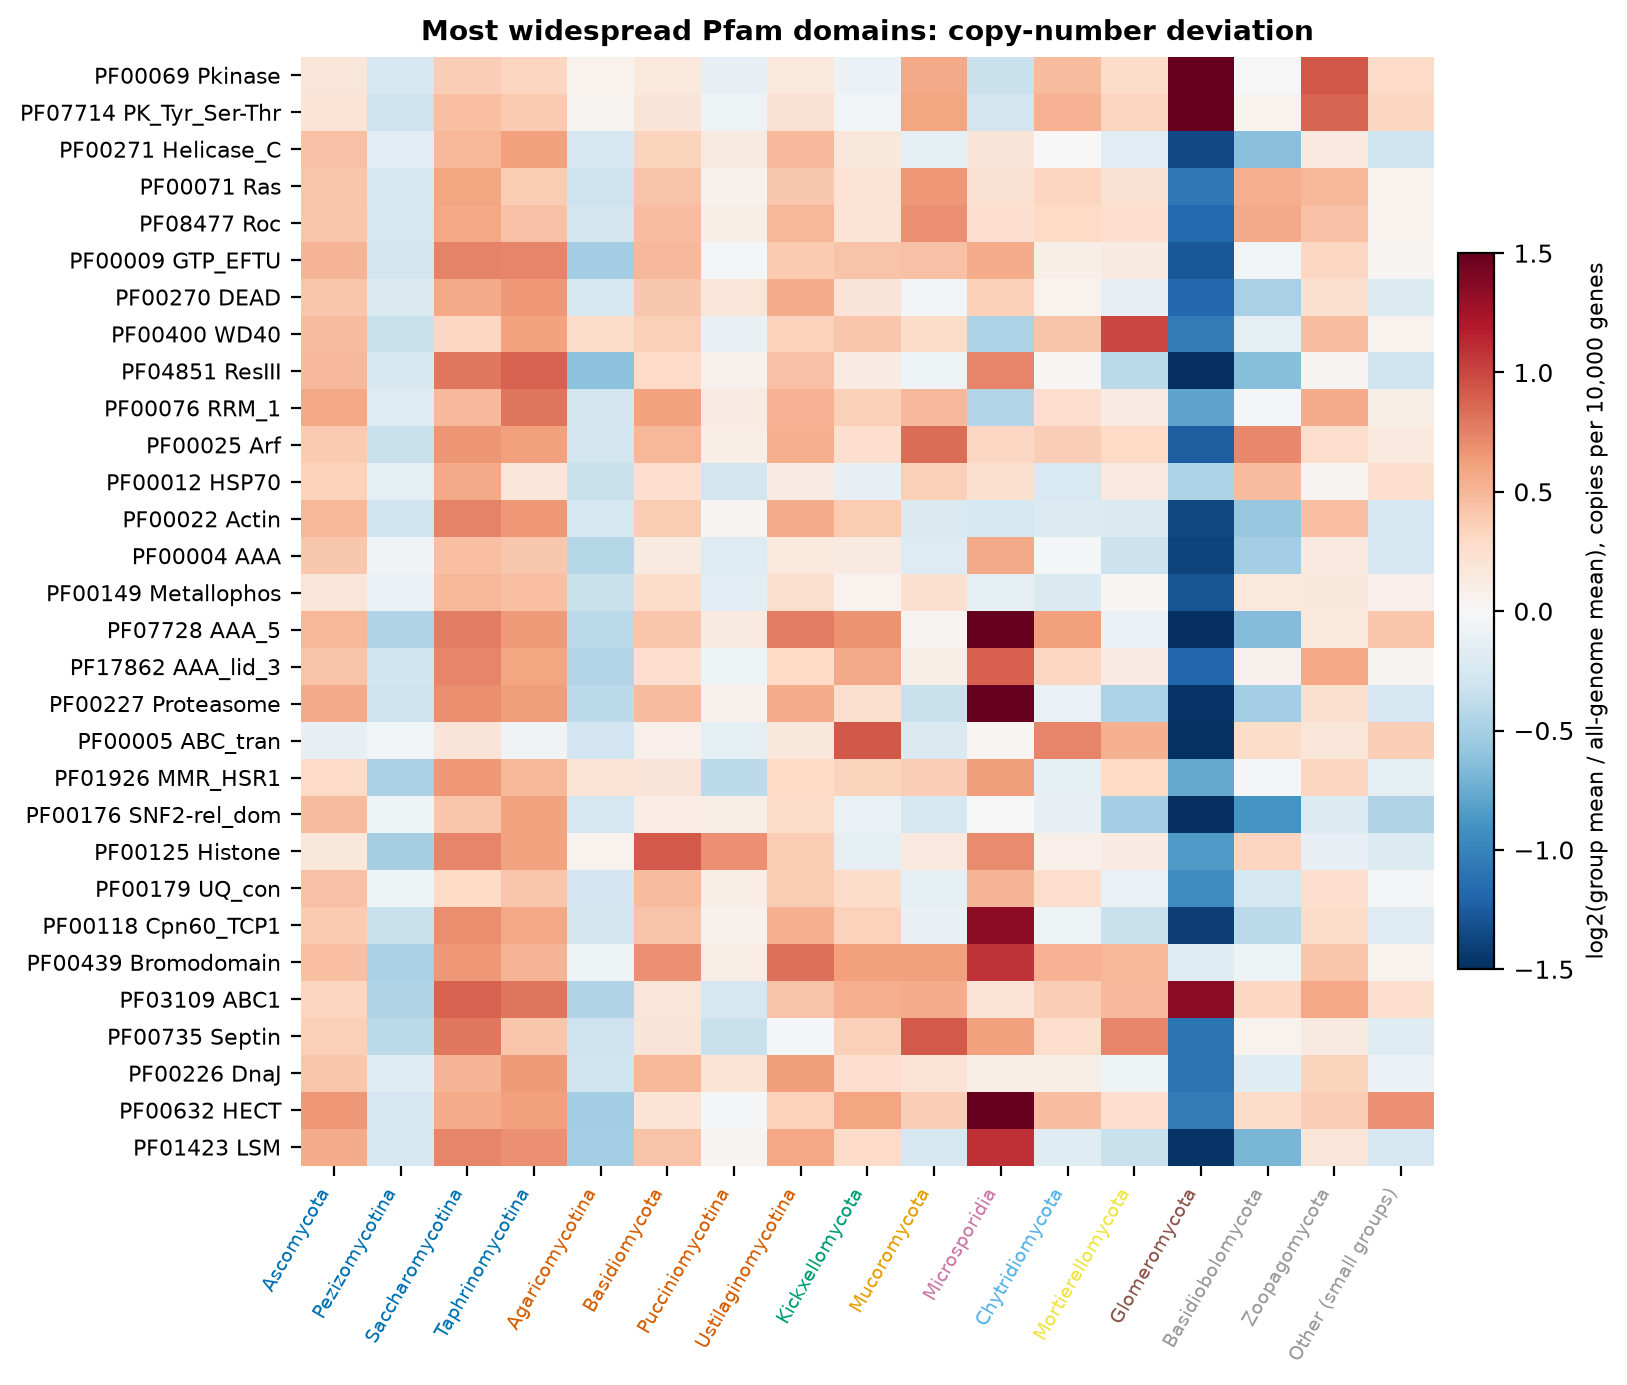 Most widespread Pfam domains: copy-number deviation
PF00069 Pkinase
PF07714 PK_Tyr_Ser-Thr
PF00271 Helicase_C
PF00071 Ras
PF08477 Roc
PF00009 GTP_EFTU
PF00270 DEAD
PF00400 WD40
PF04851 ResIII
PF00076 RRM_1
PF00025 Arf
PF00012 HSP70
PF00022 Actin
PF00004 AAA
PF00149 Metallophos
PF07728 AAA_5
PF17862 AAA_lid_3
PF00227 Proteasome
PF00005 ABC_tran
PF01926 MMR_HSR1
PF00176 SNF2-rel_dom
PF00125 Histone
PF00179 UQ_con
PF00118 Cpn60_TCP1
PF00439 Bromodomain
PF03109 ABC1
PF00735 Septin
PF00226 DnaJ
PF00632 HECT
PF01423 LSM
Ascomycota
Pezizomycotina
Saccharomycotina
Taphrinomycotina
Agaricomycotina
Basidiomycota
Pucciniomycotina
Ustilaginomycotina
Kickxellomycota
Mucoromycota
Microsporidia
Chytridiomycota
Mortierellomycota
Glomeromycota
Basidiobolomycota
Zoopagomycota
Other (small groups)
1.5
1.0
0.5
0.0
−0.5
−1.0
−1.5
log2(group mean / all-genome mean), copies per 10,000 genes